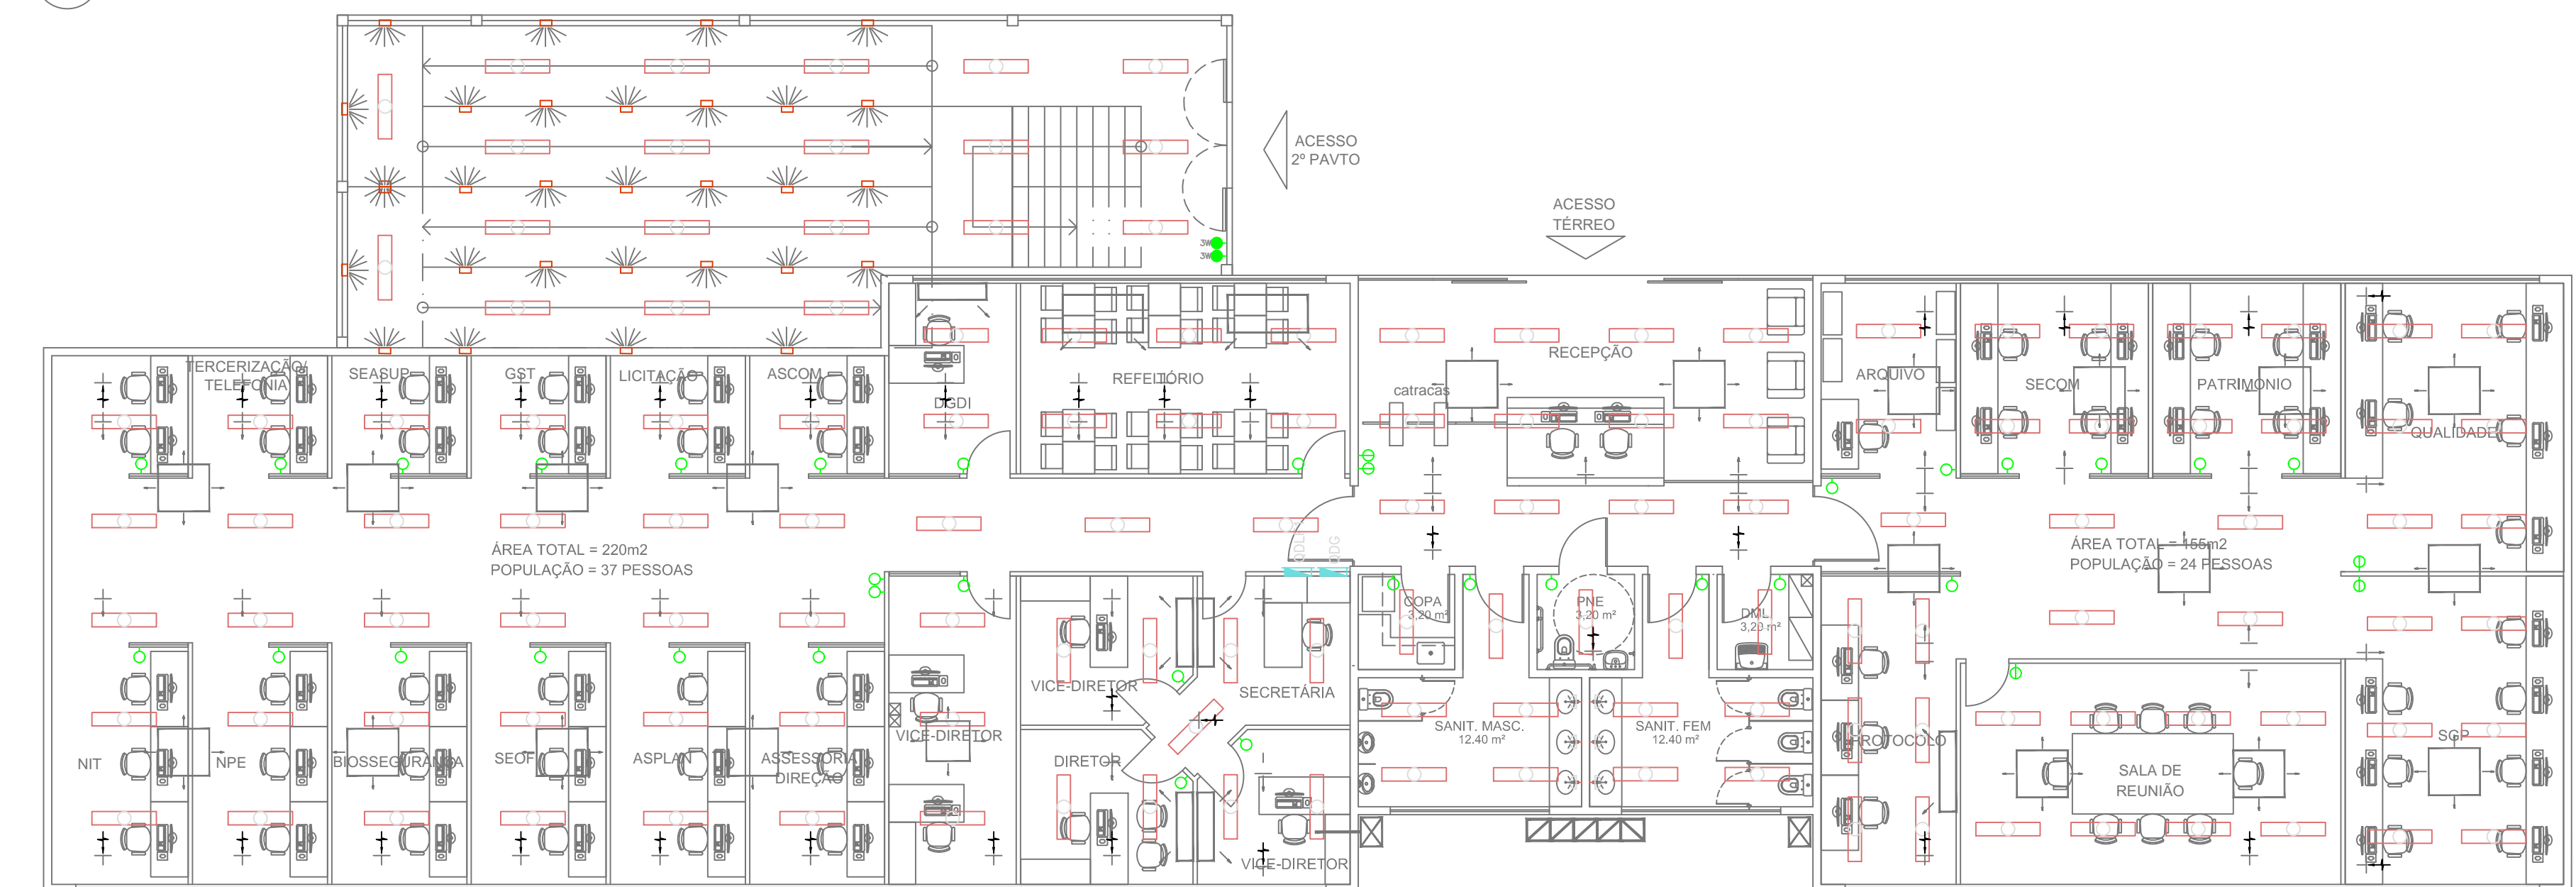 ACESSO
2º PAVTO
ACESSO
TÉRREO
3W
3W
TERCERIZAÇÃO/
TELEFONIA
SEASUP
GST
LICITAÇÃO
ASCOM
DGDI
REFEITÓRIO
RECEPÇÃO
catracas
ARQUIVO
SECOM
PATRIMONIO
QUALIDADE
ÁREA TOTAL = 220m2
POPULAÇÃO = 37 PESSOAS
QDG
ÁREA TOTAL = 155m2
POPULAÇÃO = 24 PESSOAS
COPA
3,20 m²
PNE
3,20 m²
DML
3,20 m²
VICE-DIRETOR
SECRETÁRIA
VICE-DIRETOR
SANIT. MASC.
12.40 m²
SANIT. FEM
12.40 m²
PROTOCOLO
SGP
NIT
NPE
BIOSSEGURANÇA
SEOF
ASPLAN
ASSESSORIA
DIREÇÃO
DIRETOR
SALA DE
REUNIÃO
VICE-DIRETOR